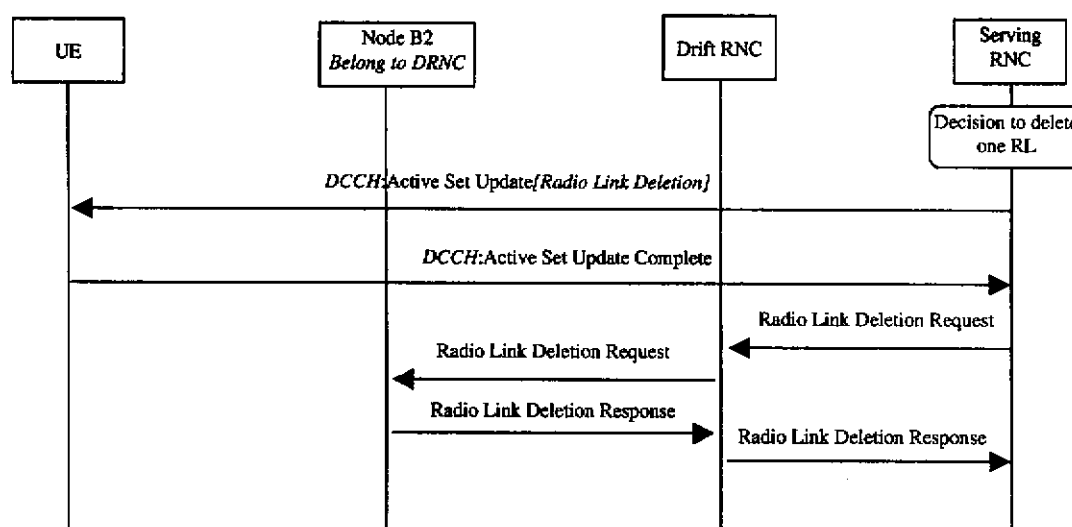 UE
Node B2
Belong to DRNC
Drift RNC
Serving
RNC
Decision to delete
one RL
DCCH:Active Set Update[Radio Link Deletion]
DCCH:Active Set Update Complete
Radio Link Deletion Request
Radio Link Deletion Request
Radio Link Deletion Response
Radio Link Deletion Response